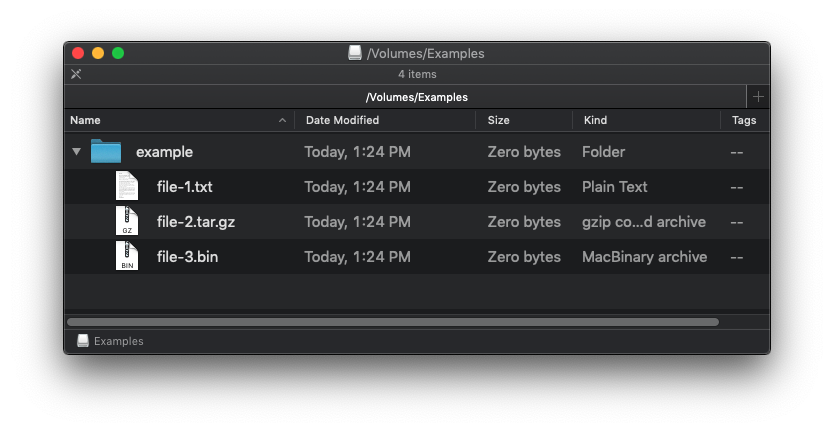 /Volumes/Examples
4 items
/Volumes/Examples
Name Date Modified Size Kind Tags
example Today, 1:24 PM Zero bytes Folder --
file-1.txt Today, 1:24 PM Zero bytes Plain Text --
file-2.tar.gz Today, 1:24 PM Zero bytes gzip co...d archive --
GZ
file-3.bin Today, 1:24 PM Zero bytes MacBinary archive --
BIN
Examples